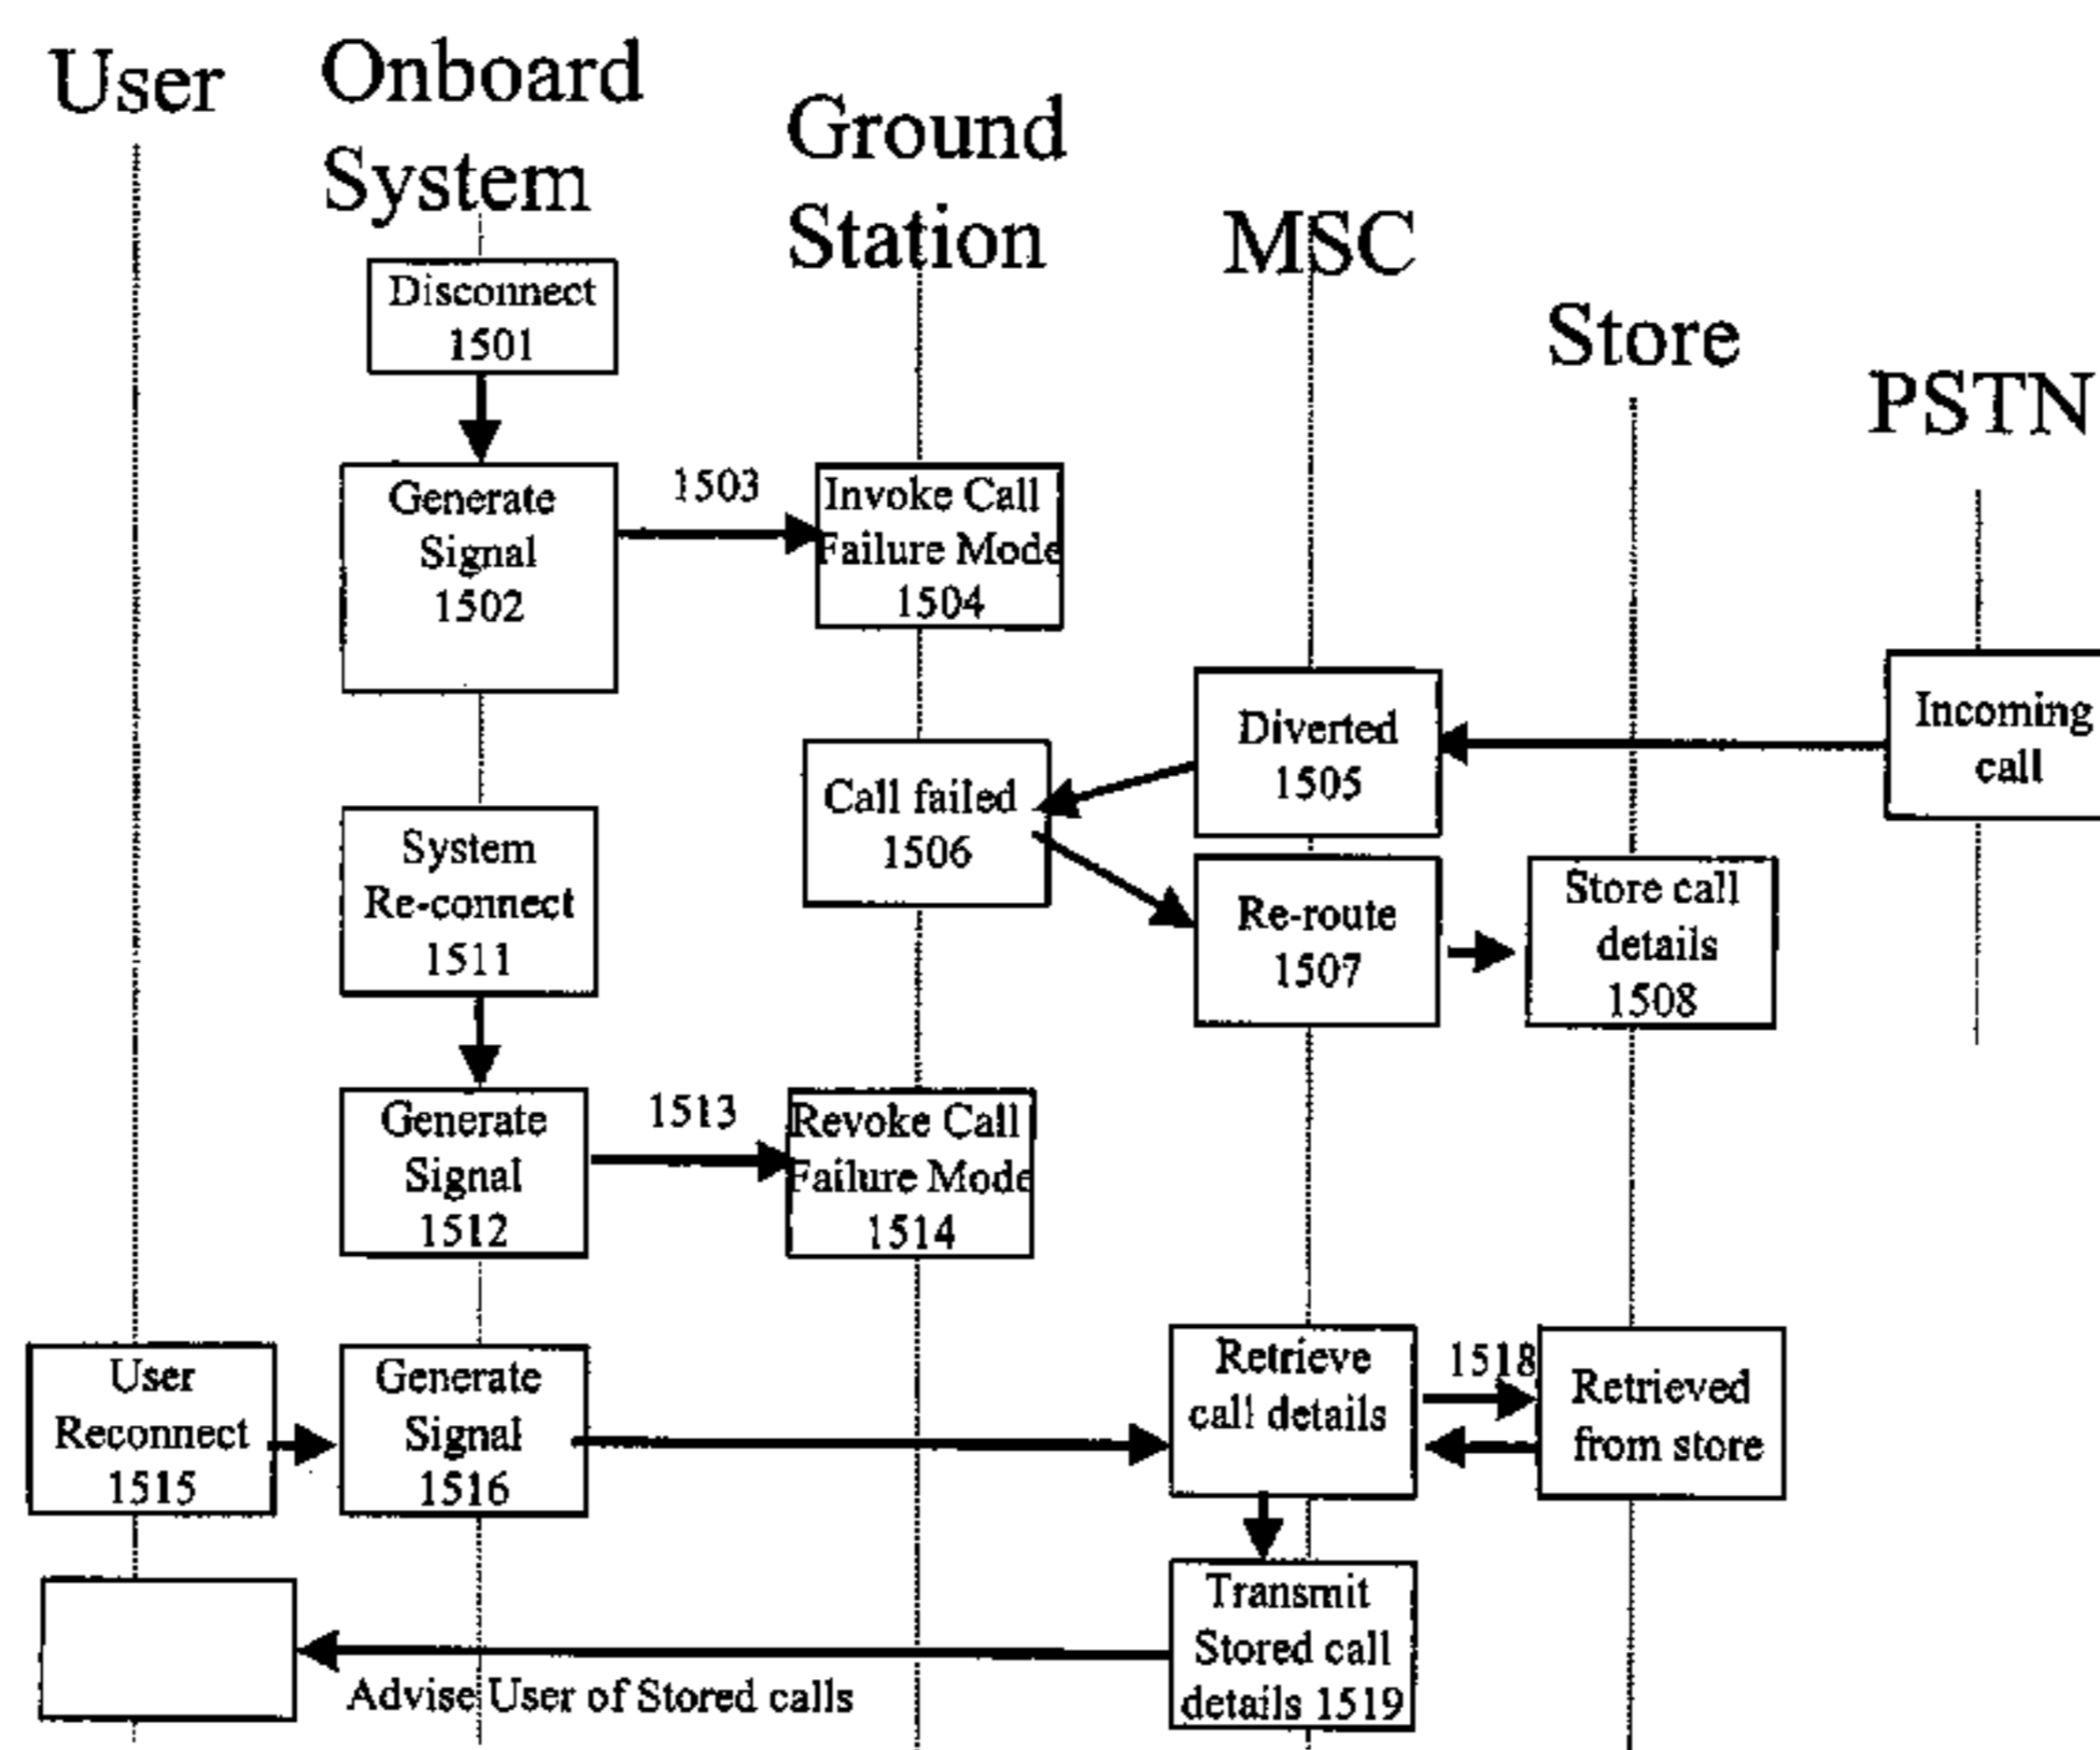 User
Onboard
System
Ground
Station
MSC
Store
PSTN
Disconnect
1501
Generate
Signal
1502
1503
Invoke Call
Failure Mode
1504
Diverted
1505
Incoming
call
Call failed
1506
System
Re-connect
1511
Re-route
1507
Store call
details
1508
Generate
Signal
1512
1513
Revoke Call
Failure Mode
1514
User
Reconnect
1515
Generate
Signal
1516
Retrieve
call details
1518
Retrieved
from store
Transmit
Stored call
details 1519
Advise User of Stored calls